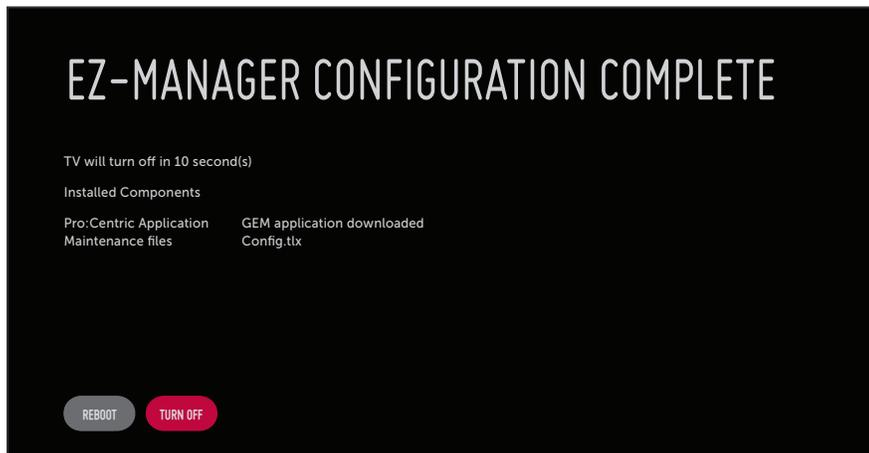 EZ-MANAGER CONFIGURATION COMPLETE
TV will turn off in 10 second(s)
Installed Components
Pro:Centric Application GEM application downloaded
Maintenance files Config.tlx
REBOOT TURN OFF